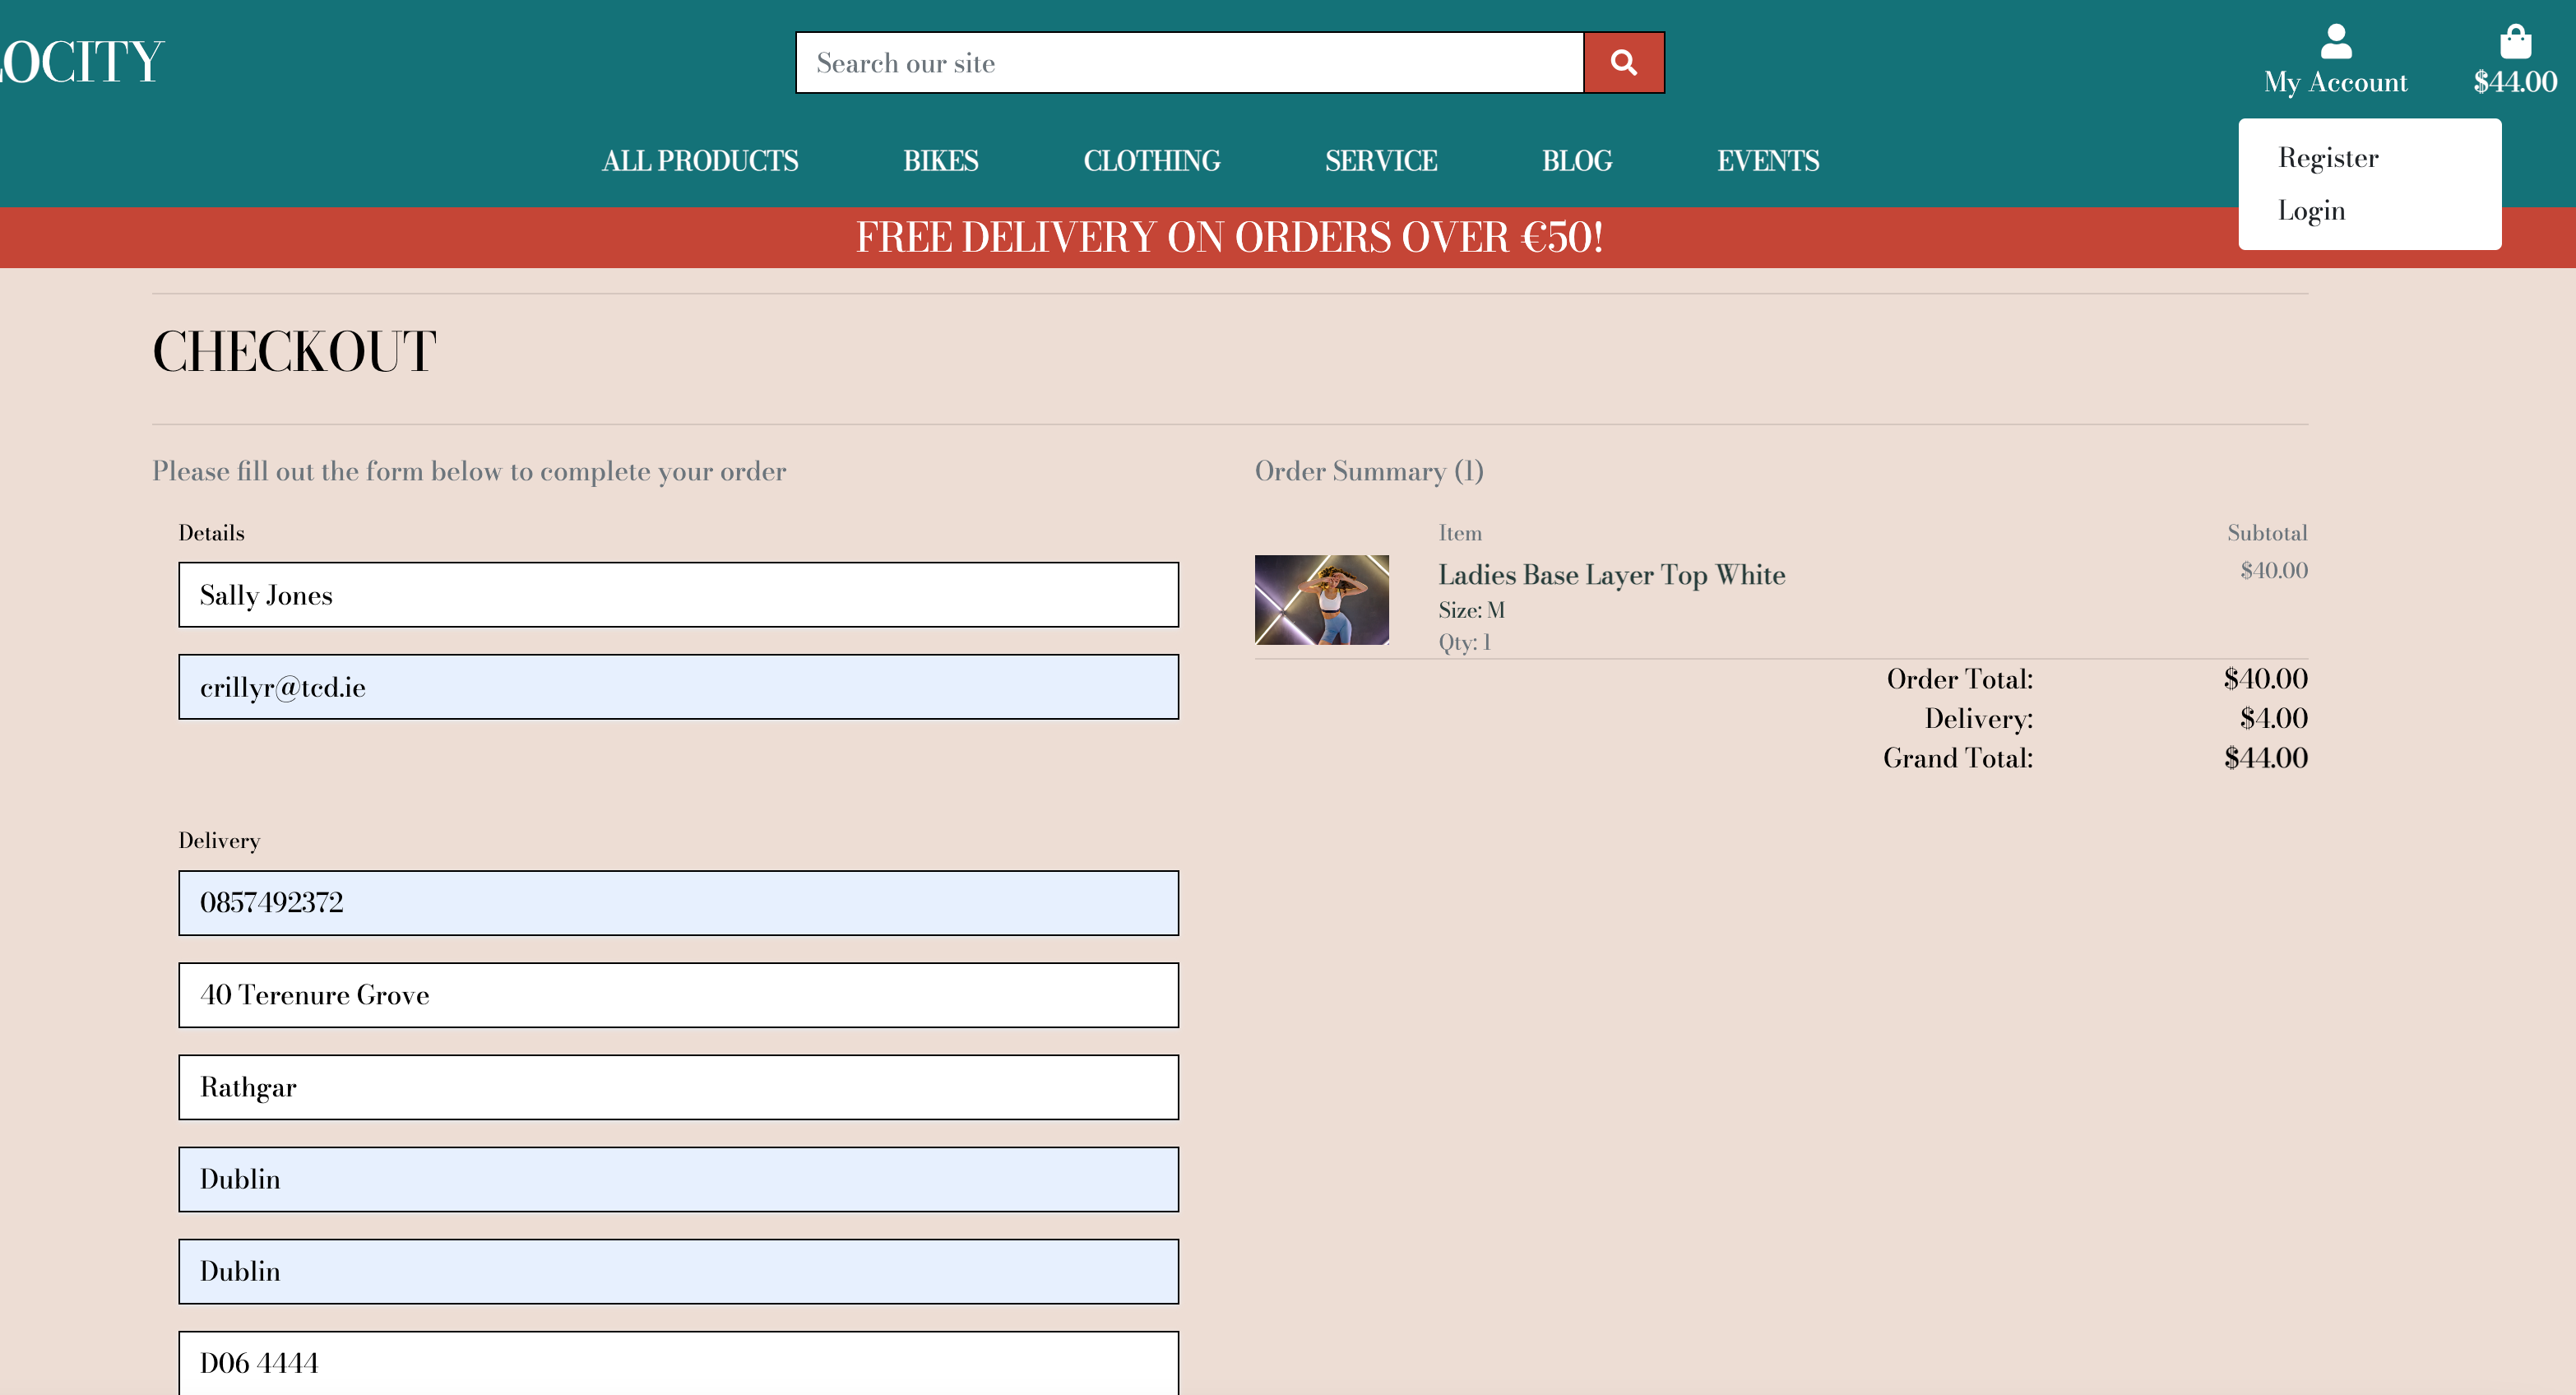 OCITY
Search our site
My Account
$44.00
Register
Login
ALL PRODUCTS BIKES CLOTHING SERVICE BLOG EVENTS
FREE DELIVERY ON ORDERS OVER €50!
CHECKOUT
Please fill out the form below to complete your order
Details
Sally Jones
crillyr@tcd.ie
Delivery
0857492372
40 Terenure Grove
Rathgar
Dublin
Dublin
D06 4444
Order Summary (1)
Item Subtotal
Ladies Base Layer Top White $40.00
Size: M
Qty: 1
Order Total: $40.00
Delivery: $4.00
Grand Total: $44.00